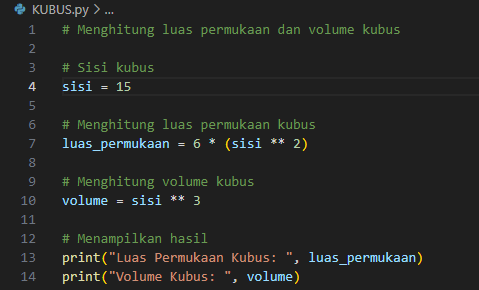 KUBUS.py > ...
1 # Menghitung luas permukaan dan volume kubus
2
3 # Sisi kubus
4 sisi = 15
5
6 # Menghitung luas permukaan kubus
7 luas_permukaan = 6 * (sisi ** 2)
8
9 # Menghitung volume kubus
10 volume = sisi ** 3
11
12 # Menampilkan hasil
13 print("Luas Permukaan Kubus: ", luas_permukaan)
14 print("Volume Kubus: ", volume)